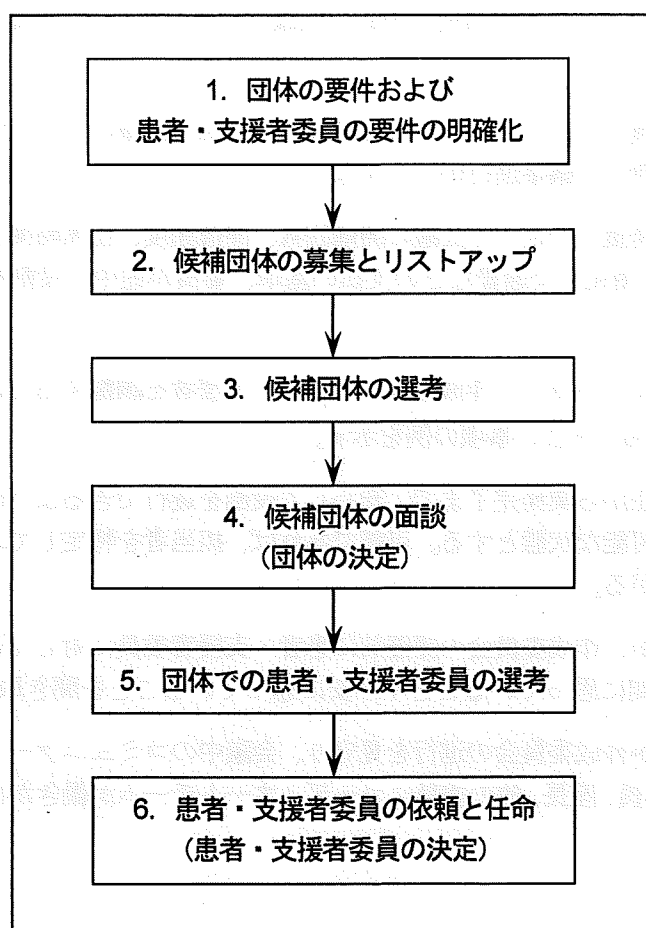 1. 団体の要件および
患者・支援者委員の要件の明確化
2. 候補団体の募集とリストアップ
3. 候補団体の選考
4. 候補団体の面談
(団体の決定)
5. 団体での患者・支援者委員の選考
6. 患者・支援者委員の依頼と任命
(患者・支援者委員の決定)